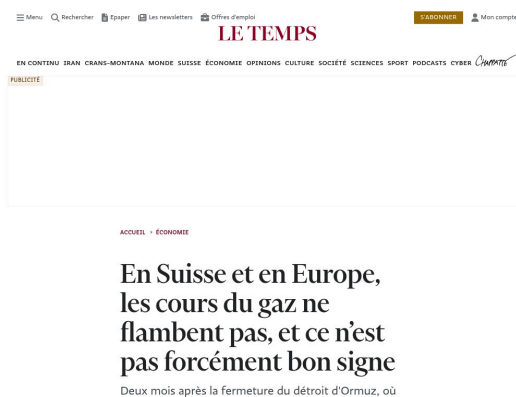 Menu Rechercher Epaper Les newsletters Offres d'emploi S'ABONNER Mon compte
LE TEMPS
EN CONTINU IRAN CRANS-MONTANA MONDE SUISSE ÉCONOMIE OPINIONS CULTURE SOCIÉTÉ SCIENCES SPORT PODCASTS CYBER Chappatte
PUBLICITÉ
ACCUEIL › ÉCONOMIE
En Suisse et en Europe,
les cours du gaz ne
flambent pas, et ce n’est
pas forcément bon signe
Deux mois après la fermeture du détroit d'Ormuz, où